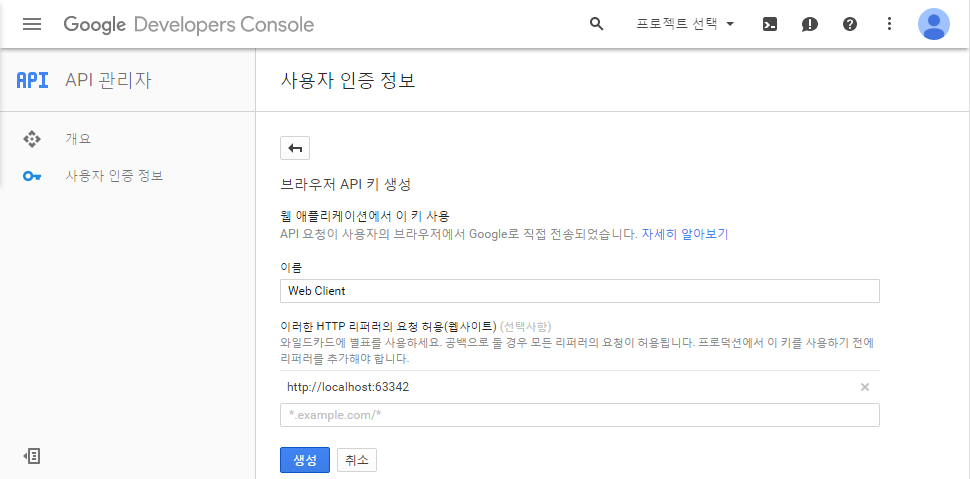 Google Developers Console
프로젝트 선택
API API 관리자
사용자 인증 정보
개요
사용자 인증 정보
브라우저 API 키 생성
웹 애플리케이션에서 이 키 사용
API 요청이 사용자의 브라우저에서 Google로 직접 전송되었습니다. 자세히 알아보기
이름
Web Client
이러한 HTTP 리퍼러의 요청 허용(웹사이트) (선택사항)
와일드카드에 별표를 사용하세요. 공백으로 둘 경우 모든 리퍼러의 요청이 허용됩니다. 프로덕션에서 이 키를 사용하기 전에
리퍼러를 추가해야 합니다.
http://localhost:63342
*.example.com/*
생성 취소